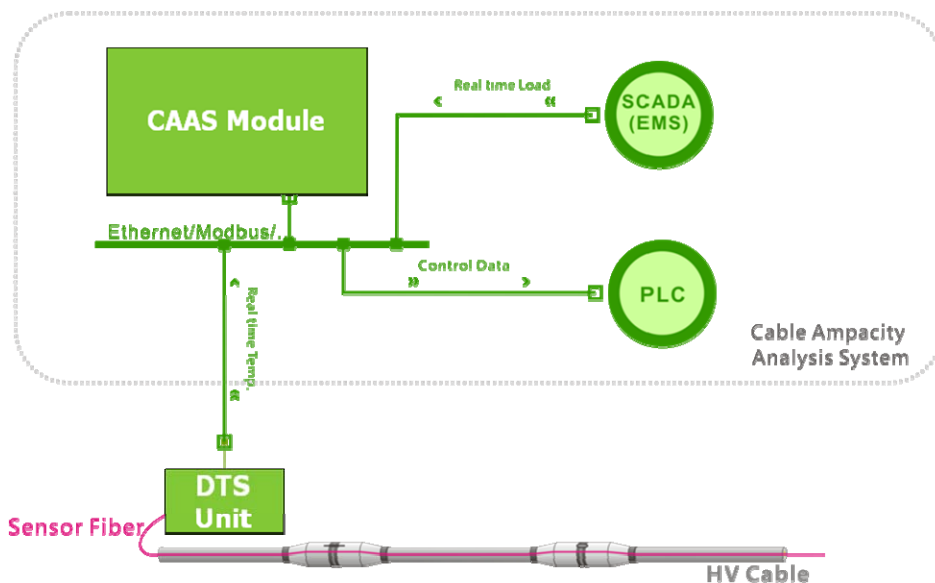 Real time Load
CAAS Module
SCADA
(EMS)
Ethernet/Modbus/..
Control Data
PLC
Real time Temp.
Cable Ampacity
Analysis System
DTS
Unit
Sensor Fiber
HV Cable